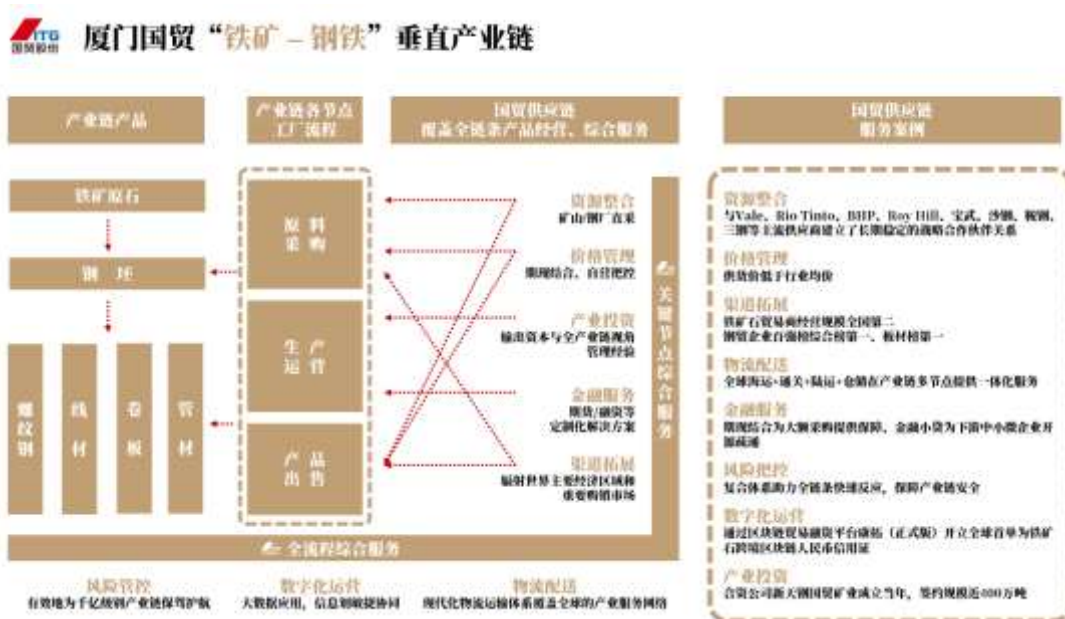 ITG
国贸股份
厦门国贸“铁矿 – 钢铁”垂直产业链
产业链产品
产业链各节点
工厂流程
国贸供应链
覆盖全链条产品经营、综合服务
国贸供应链
服务案例
铁矿原石
钢 坯
螺纹钢
线材
卷板
管材
原 料
采 购
生 产
运 营
产 品
出 售
资源整合
矿山/钢厂直采
价格管理
期现结合，自营把控
产业投资
输出资本与全产业链视角
管理经验
金融服务
期货/融资等
定制化解决方案
渠道拓展
辐射世界主要经济区域和
重要购销市场
关键节点综合服务
全流程综合服务
风险管控
有效地为千亿级别产业链保驾护航
数字化运营
大数据应用，信息划敏捷协同
物流配送
现代化物流运输体系覆盖全球的产业服务网络
资源整合
与Vale、Rio Tinto、BHP、Roy Hill、宝武、沙钢、鞍钢、
三钢等主流供应商建立了长期稳定的战略合作伙伴关系
价格管理
供货价低于行业均价
渠道拓展
铁矿石贸易商经营规模全国第二
钢贸企业百强榜综合榜第一、板材榜第一
物流配送
全球海运+通关+陆运+仓储在产业链多节点提供一体化服务
金融服务
期现结合为大额采购提供保障，金融小贷为下游中小微企业开
源疏通
风险把控
复合体系助力全链条快速反应，保障产业链安全
数字化运营
通过区块链贸易融资平台康拓（正式版）开立全球首单为铁矿
石跨境区块链人民币信用证
产业投资
合资公司新天钢国贸矿业成立当年，签约规模近400万吨